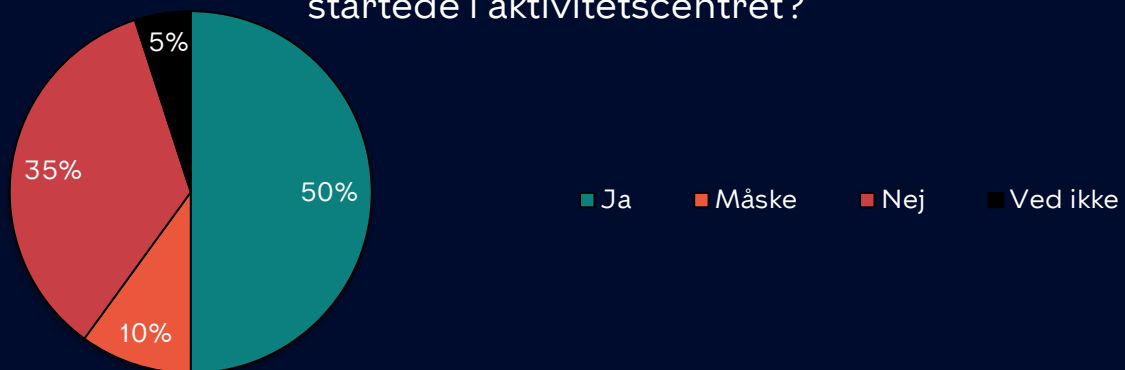 startede i aktivitetscentret?
5%
35%
50%
10%
Ja
Måske
Nej
Ved ikke